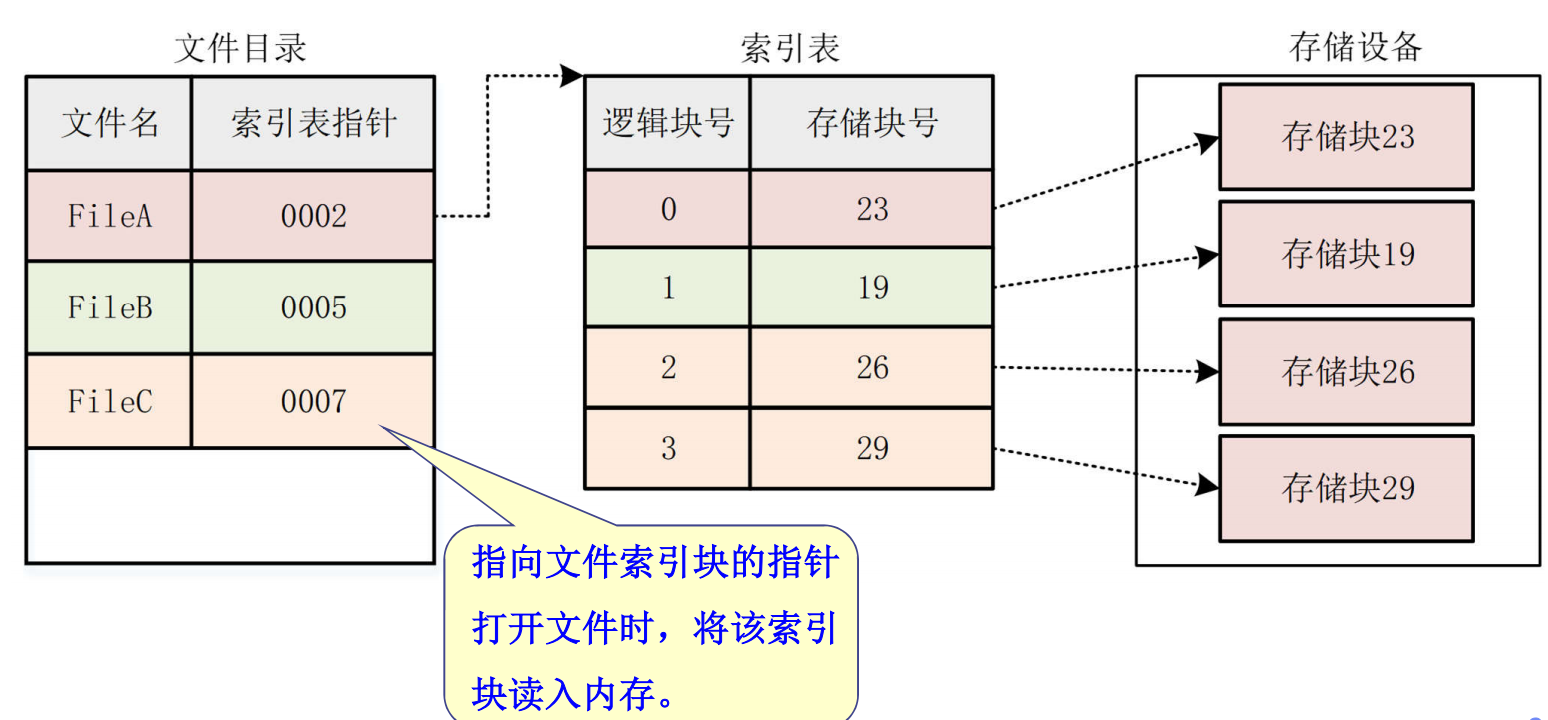 文件目录
文件名 索引表指针
FileA 0002
FileB 0005
FileC 0007
索引表
逻辑块号 存储块号
0 23
1 19
2 26
3 29
存储设备
存储块23
存储块19
存储块26
存储块29
指向文件索引块的指针
打开文件时，将该索引
块读入内存。